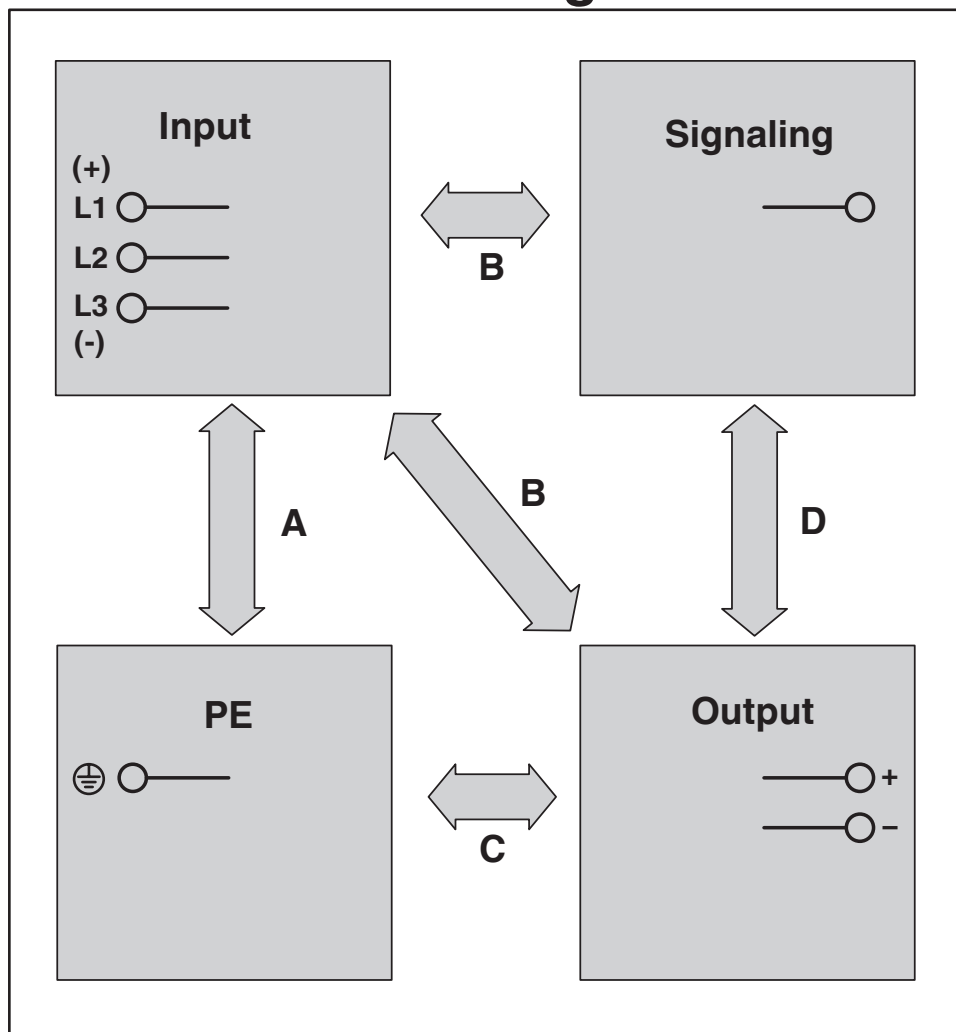 Input
(+)
L1
L2
L3
(-)
Signaling
B
A
B
D
PE
Output
+
–
C